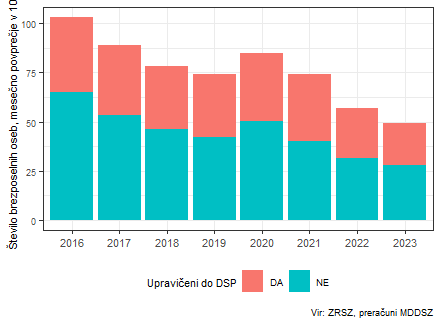 Število brezposelnih oseb, mesečno povprečje v 10
100
75
50
25
0
2016 2017 2018 2019 2020 2021 2022 2023
Upravičeni do DSP DA NE
Vir: ZRSZ, preračuni MDDSZ